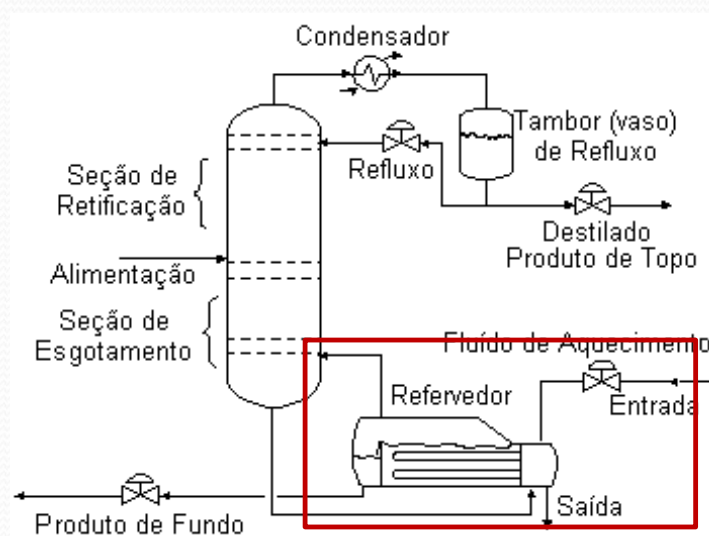 Condensador
Tambor (vaso)
de Refluxo
Seção de
Retificação
Refluxo
Destilado
Produto de Topo
Alimentação
Seção de
Esgotamento
Fluído de Aquecimento
Refervedor
Entrada
Saída
Produto de Fundo